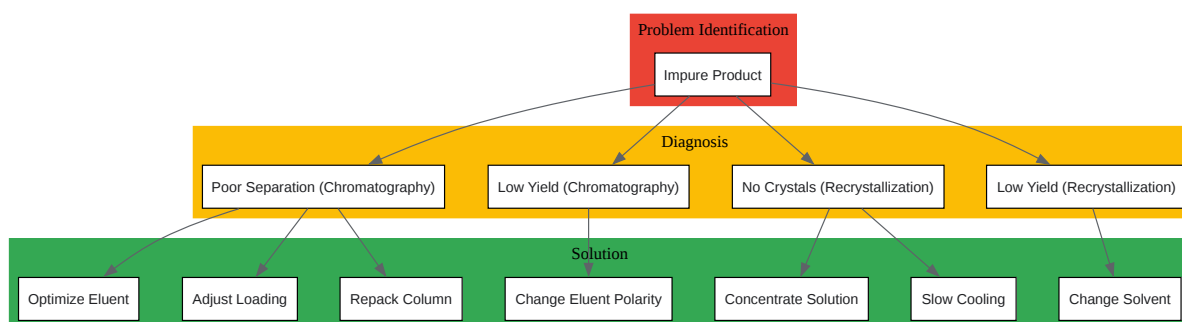 Problem Identification
Impure Product
Diagnosis
Poor Separation (Chromatography)
Low Yield (Chromatography)
No Crystals (Recrystallization)
Low Yield (Recrystallization)
Solution
Optimize Eluent
Adjust Loading
Repack Column
Change Eluent Polarity
Concentrate Solution
Slow Cooling
Change Solvent